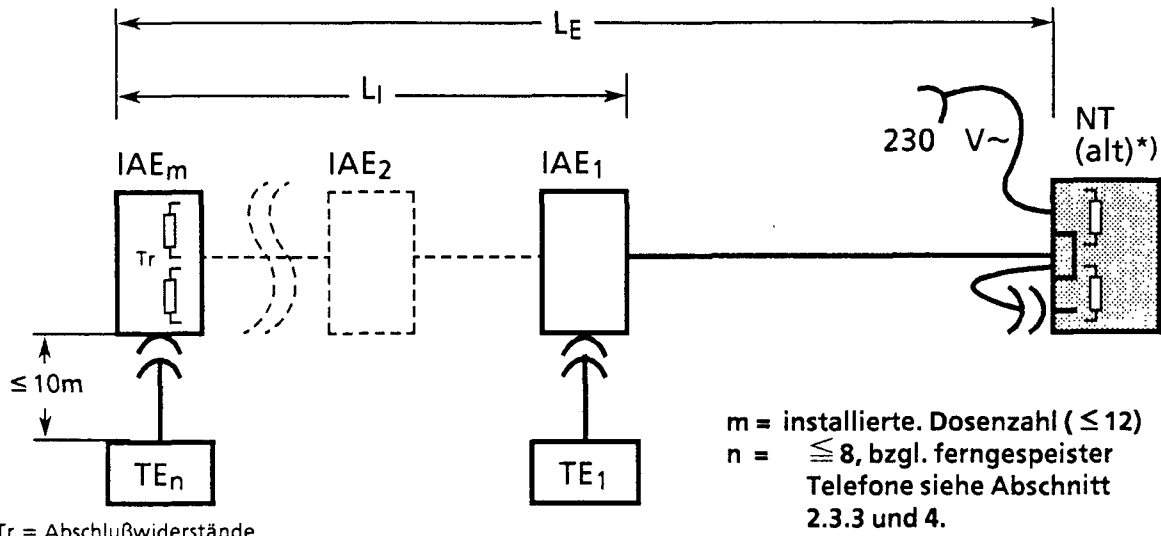 L_E
L_I
230 V~
NT
(alt)*)
IAE_m
IAE_2
IAE_1
Tr
≤ 10m
TE_n
TE_1
m = installierte. Dosenzahl ( ≤ 12)
n = ≦ 8, bzgl. ferngespeister
Telefone siehe Abschnitt
2.3.3 und 4.
Tr = Abschlußwiderstände